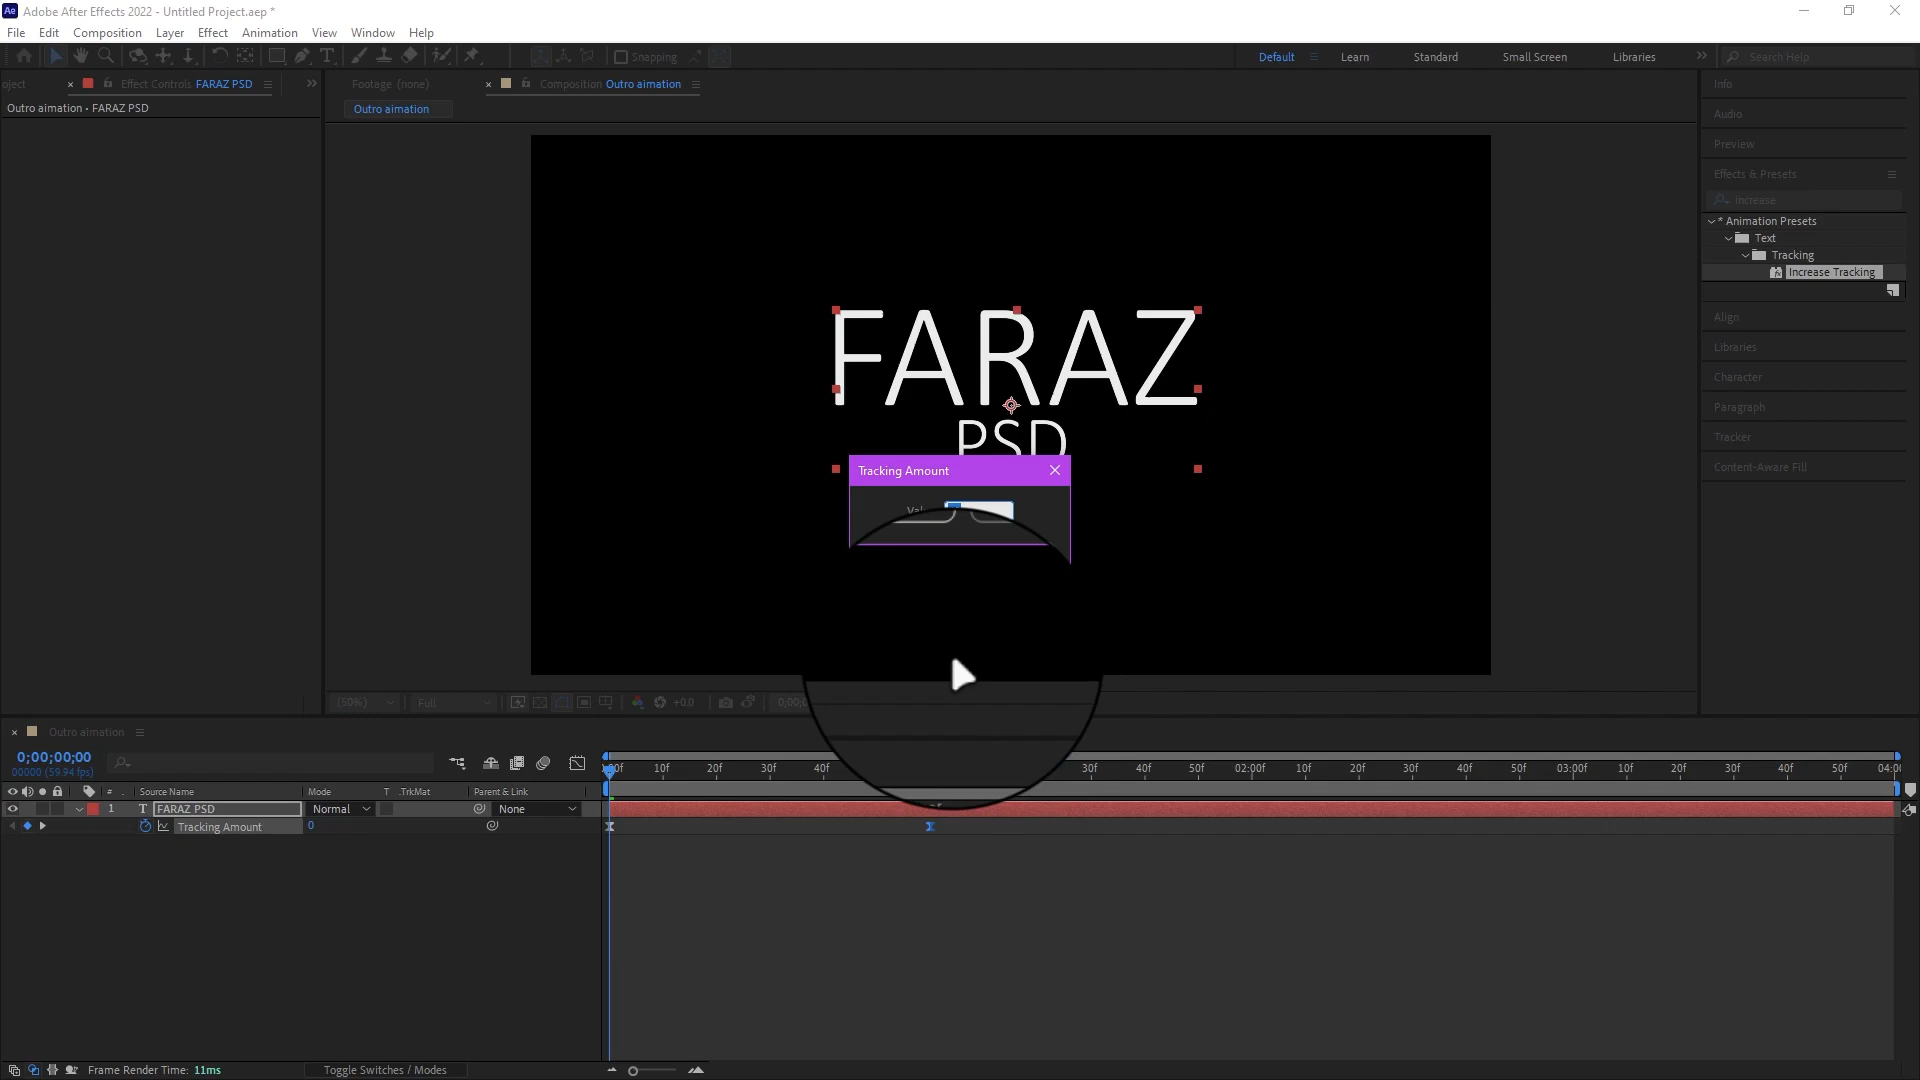 Ae Adobe After Effects 2022 - Untitled Project.aep *
File Edit Composition Layer Effect Animation View Window Help
Snapping
Default Learn Standard Small Screen Libraries Search Help
oject Effect Controls FARAZ PSD
Footage (none) Composition Outro aimation
Outro aimation • FARAZ PSD
Outro aimation
Info
Audio
Preview
Effects & Presets
increase
* Animation Presets
Text
Tracking
Increase Tracking
Align
Libraries
Character
Paragraph
Tracker
Content-Aware Fill
FARAZ
PSD
Tracking Amount
(50%) Full +0.0
Outro aimation
0;00;00;00
00000 (59.94 fps)
10f 20f 30f 40f 30f 40f 50f 02:00f 10f 20f 30f 40f 50f 03:00f 10f 20f 30f 40f 50f
# Source Name Mode T .TrkMat Parent & Link
1 T FARAZ PSD Normal None
Tracking Amount 0
Frame Render Time: 11ms Toggle Switches / Modes